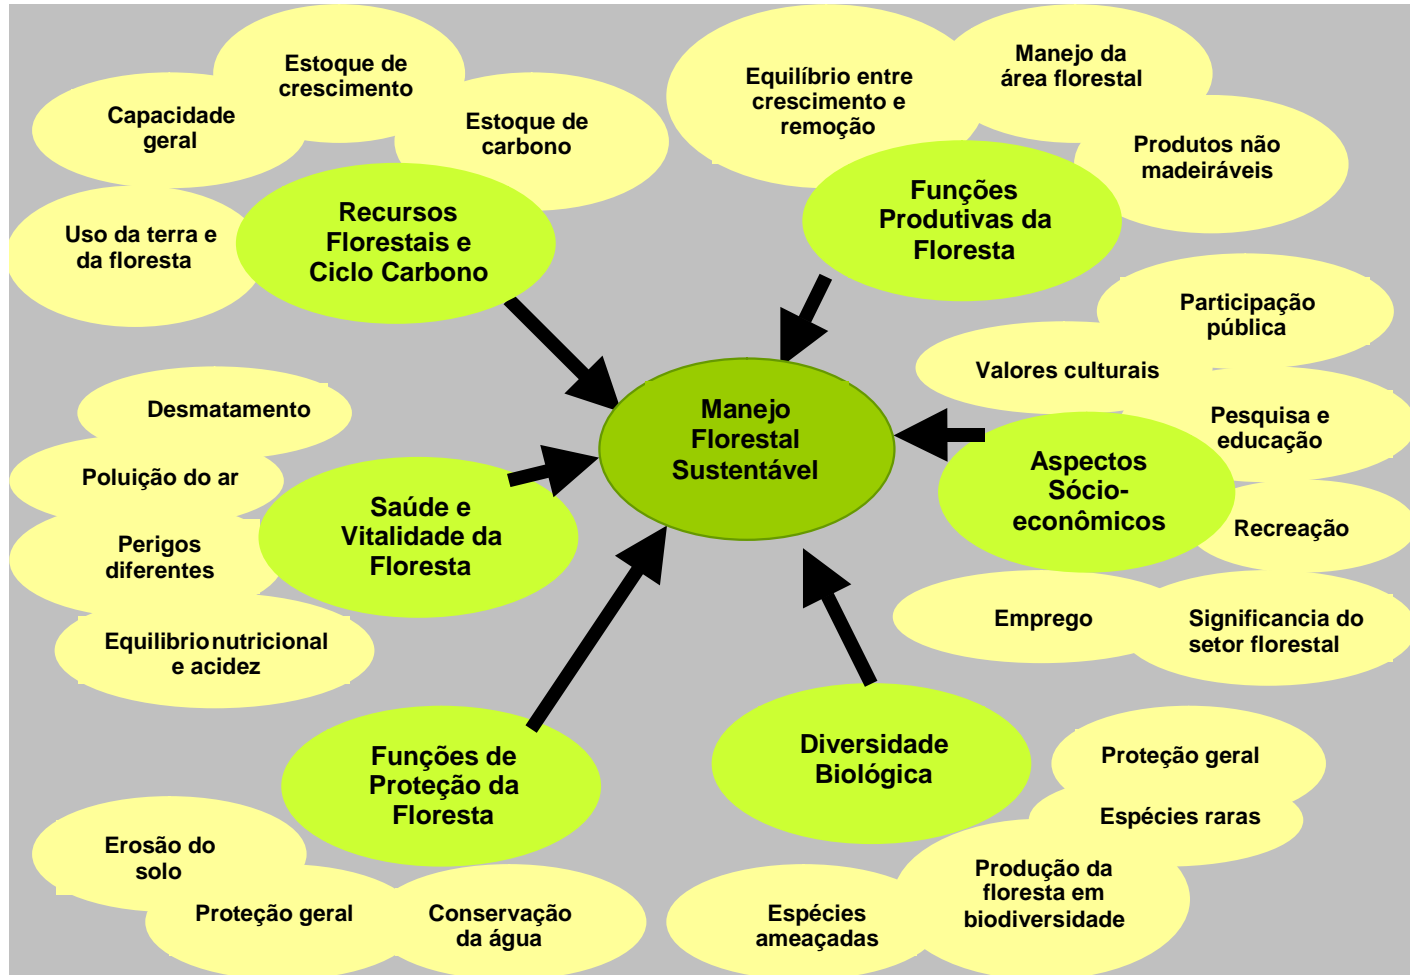 Estoque de
crescimento
Capacidade
geral
Estoque de
carbono
Uso da terra e
da floresta
Recursos
Florestais e
Ciclo Carbono
Equilíbrio entre
crescimento e
remoção
Manejo da
área florestal
Produtos não
madeiráveis
Funções
Produtivas da
Floresta
Participação
pública
Valores culturais
Pesquisa e
educação
Aspectos
Sócio-
econômicos
Recreação
Emprego
Significancia do
setor florestal
Manejo
Florestal
Sustentável
Desmatamento
Poluição do ar
Perigos
diferentes
Equilibrio nutricional
e acidez
Saúde e
Vitalidade da
Floresta
Funções de
Proteção da
Floresta
Erosão do
solo
Proteção geral
Conservação
da água
Diversidade
Biológica
Proteção geral
Espécies raras
Produção da
floresta em
biodiversidade
Espécies
ameaçadas